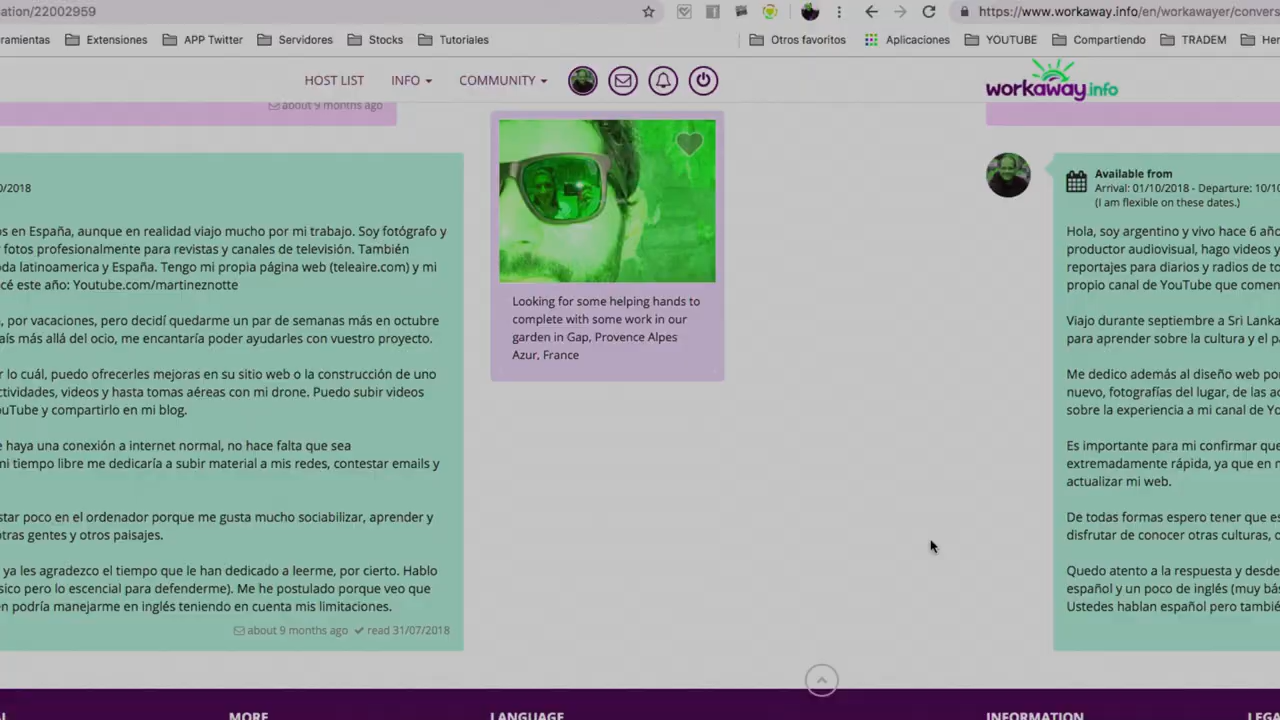 ation/22002959
https://www.workaway.info/en/workawayer/convers
ramientas
Extensiones
APP Twitter
Servidores
Stocks
Tutoriales
Otros favoritos
Aplicaciones
YOUTUBE
Compartiendo
TRADEM
Her
HOST LIST
INFO
COMMUNITY
workaway.info
about 9 months ago
0/2018
os en España, aunque en realidad viajo mucho por mi trabajo. Soy fotógrafo y
fotos profesionalmente para revistas y canales de televisión. También
oda latinoamerica y España. Tengo mi propia página web (teleaire.com) y mi
cé este año: Youtube.com/martineznotte
, por vacaciones, pero decidí quedarme un par de semanas más en octubre
aís más allá del ocio, me encantaría poder ayudarles con vuestro proyecto.
r lo cuál, puedo ofrecerles mejoras en su sitio web o la construcción de uno
ctividades, videos y hasta tomas aéreas con mi drone. Puedo subir videos
ouTube y compartirlo en mi blog.
e haya una conexión a internet normal, no hace falta que sea
mi tiempo libre me dedicaría a subir material a mis redes, contestar emails y
star poco en el ordenador porque me gusta mucho sociabilizar, aprender y
otras gentes y otros paisajes.
ya les agradezco el tiempo que le han dedicado a leerme, por cierto. Hablo
sico pero lo escencial para defenderme). Me he postulado porque veo que
en podría manejarme en inglés teniendo en cuenta mis limitaciones.
about 9 months ago
read 31/07/2018
Looking for some helping hands to
complete with some work in our
garden in Gap, Provence Alpes
Azur, France
Available from
Arrival: 01/10/2018 - Departure: 10/10
(I am flexible on these dates.)
Hola, soy argentino y vivo hace 6 año
productor audiovisual, hago videos y
reportajes para diarios y radios de to
propio canal de YouTube que comen
Viajo durante septiembre a Sri Lanka
para aprender sobre la cultura y el pa
Me dedico además al diseño web por
nuevo, fotografías del lugar, de las ac
sobre la experiencia a mi canal de Yo
Es importante para mi confirmar que
extremadamente rápida, ya que en m
actualizar mi web.
De todas formas espero tener que es
disfrutar de conocer otras culturas, o
Quedo atento a la respuesta y desde
español y un poco de inglés (muy bás
Ustedes hablan español pero tambié
MORE
LANGUAGE
INFORMATION
LEGA